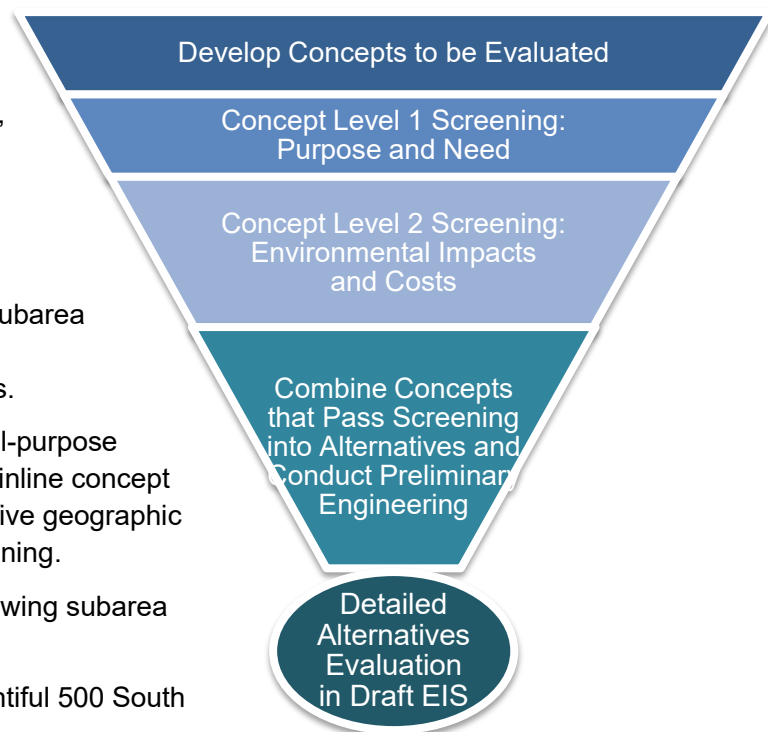 Develop Concepts to be Evaluated
,
Concept Level 1 Screening:
Purpose and Need
Concept Level 2 Screening:
Environmental Impacts
and Costs
ubarea
s.
Combine Concepts
that Pass Screening
into Alternatives and
Conduct Preliminary
Engineering
l-purpose
inline concept
ive geographic
ning.
wing subarea
Detailed
Alternatives
Evaluation
in Draft EIS
ntiful 500 South